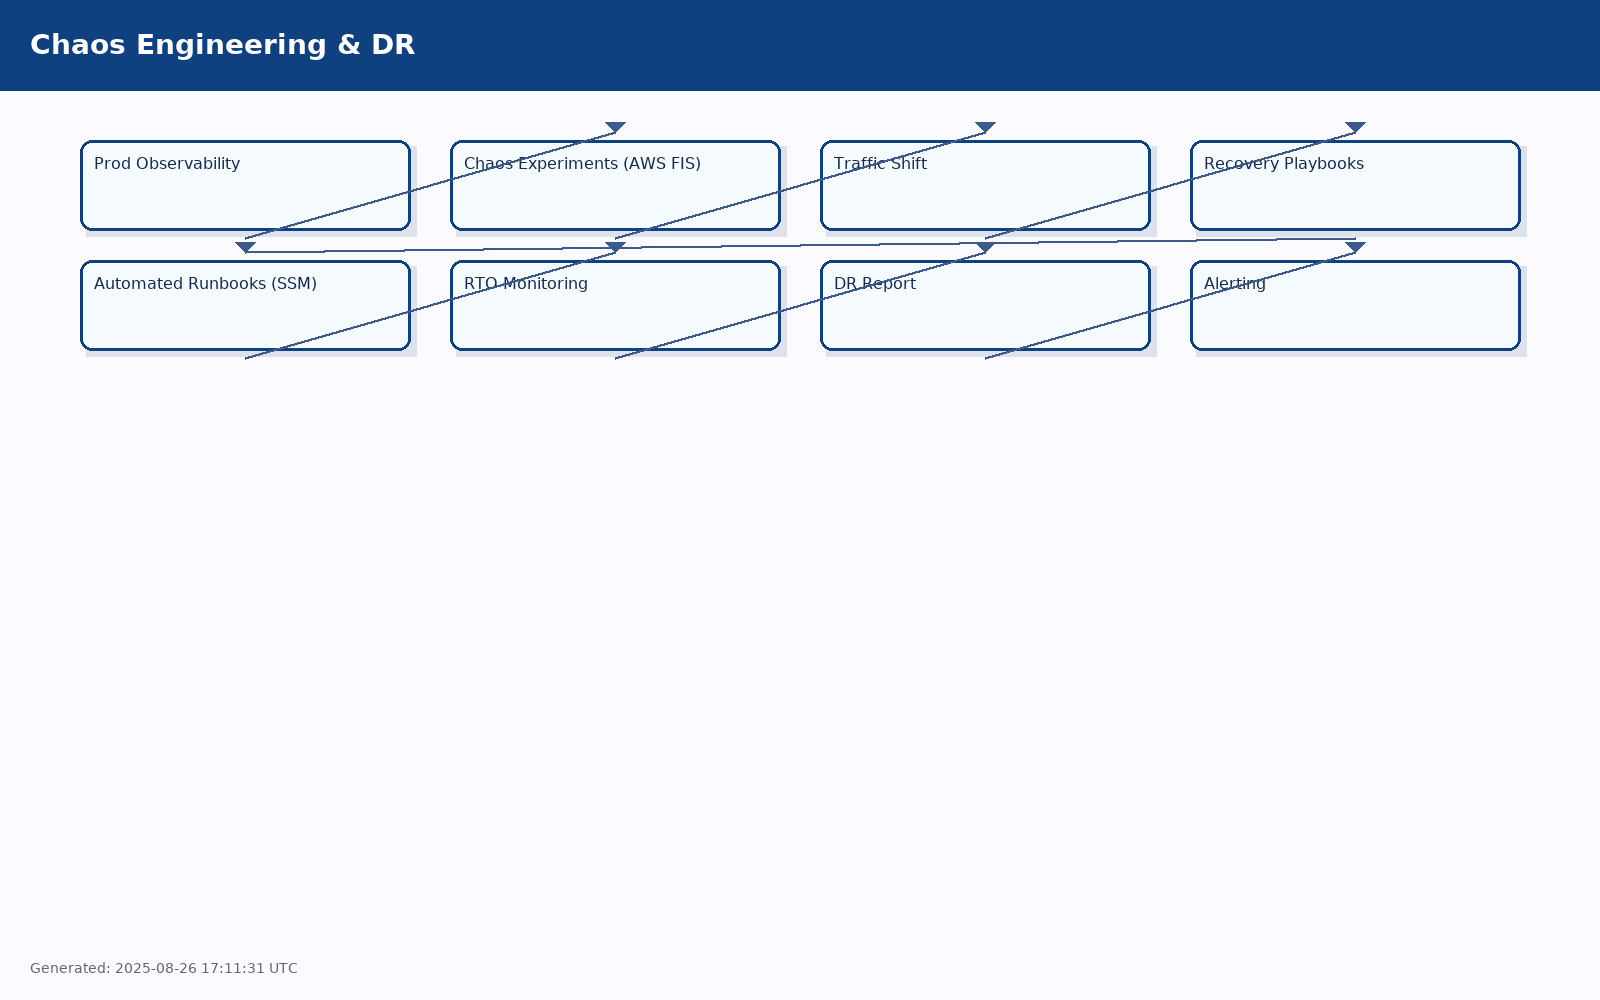 Chaos Engineering & DR
Prod Observability
Chaos Experiments (AWS FIS)
Traffic Shift
Recovery Playbooks
Automated Runbooks (SSM)
RTO Monitoring
DR Report
Alerting
Generated: 2025-08-26 17:11:31 UTC